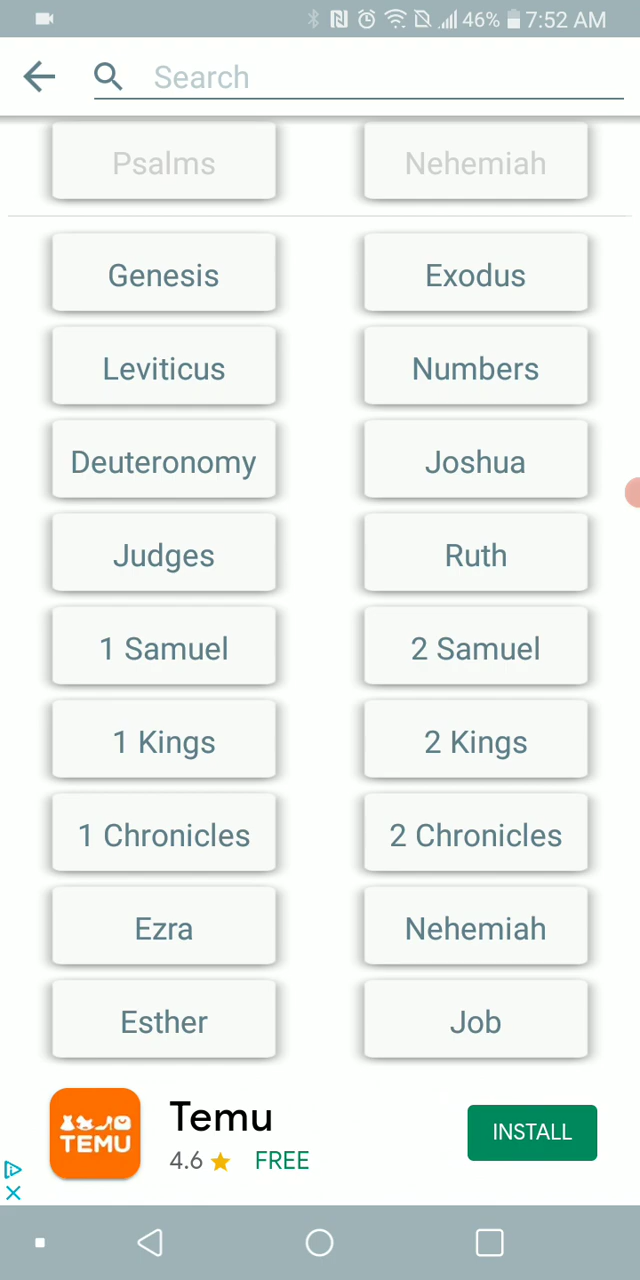 46% 7:52 AM
Search
Psalms Nehemiah
Genesis Exodus
Leviticus Numbers
Deuteronomy Joshua
Judges Ruth
1 Samuel 2 Samuel
1 Kings 2 Kings
1 Chronicles 2 Chronicles
Ezra Nehemiah
Esther Job
TEMU
Temu
4.6 FREE
INSTALL